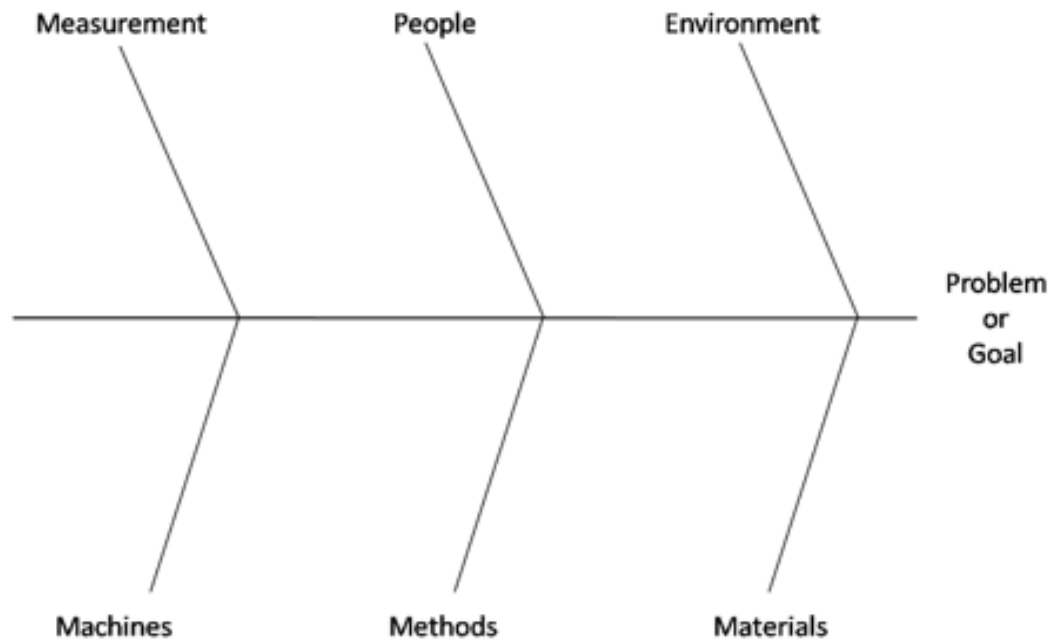 Measurement
People
Environment
Problem
or
Goal
Machines
Methods
Materials